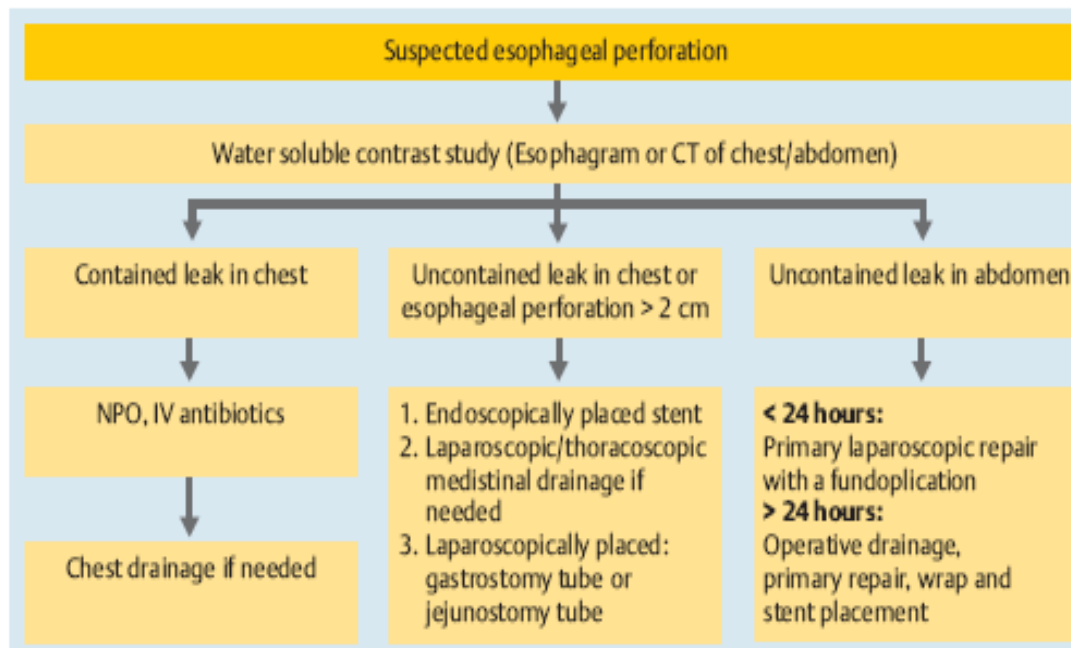 Suspected esophageal perforation
Water soluble contrast study (Esophagram or CT of chest/abdomen)
Contained leak in chest
Uncontained leak in chest or
esophageal perforation > 2 cm
Uncontained leak in abdomen
NPO, IV antibiotics
Chest drainage if needed
1. Endoscopically placed stent
2. Laparoscopic/thoracoscopic
medistinal drainage if
needed
3. Laparoscopically placed:
gastrostomy tube or
jejunostomy tube
< 24 hours:
Primary laparoscopic repair
with a fundoplication
> 24 hours:
Operative drainage,
primary repair, wrap and
stent placement